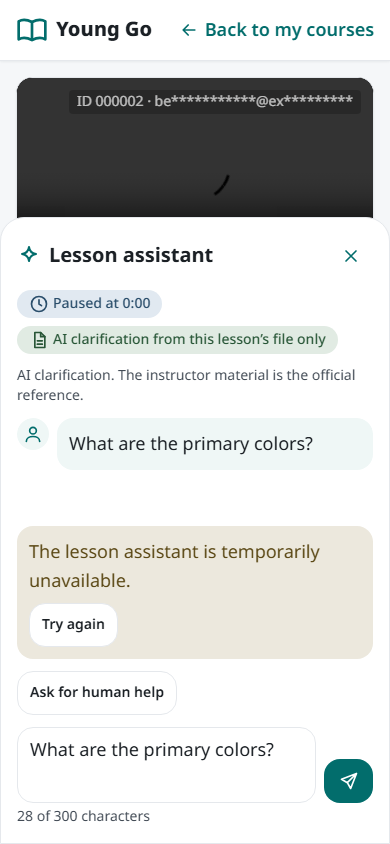 Young Go
← Back to my courses
ID 000002 · be***********@ex*********
Lesson assistant
Paused at 0:00
AI clarification from this lesson’s file only
AI clarification. The instructor material is the official
reference.
What are the primary colors?
The lesson assistant is temporarily
unavailable.
Try again
Ask for human help
What are the primary colors?
28 of 300 characters